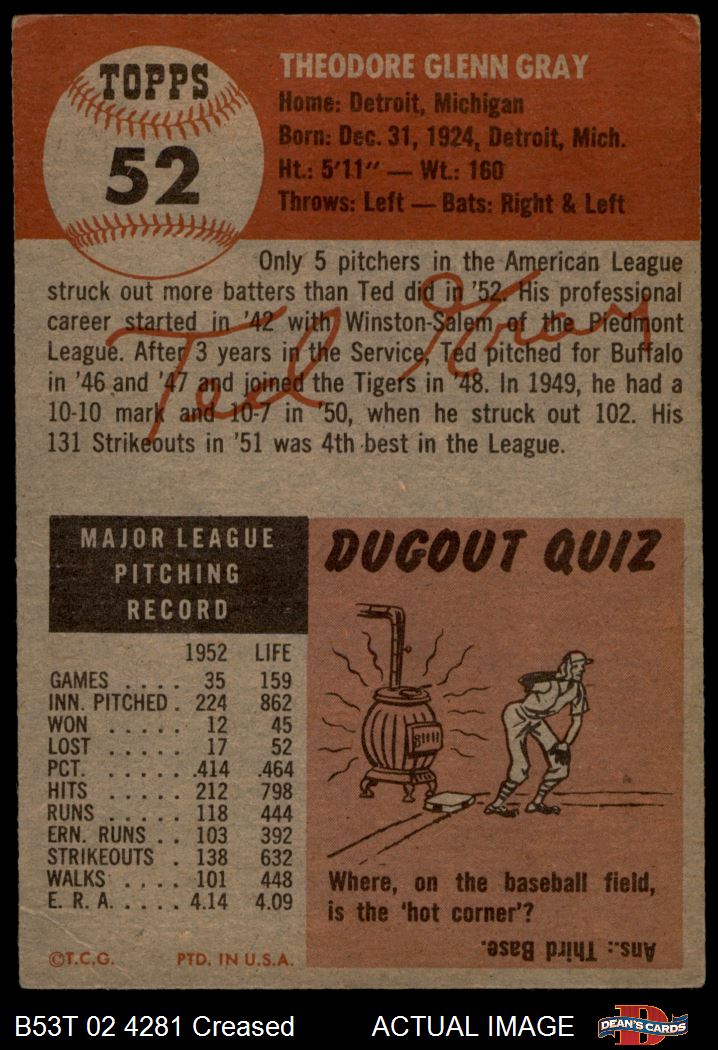 TOPPS
52
THEODORE GLENN GRAY
Home: Detroit, Michigan
Born: Dec. 31, 1924, Detroit, Mich.
Ht.: 5'11" — Wt.: 160
Throws: Left — Bats: Right & Left
Only 5 pitchers in the American League
struck out more batters than Ted did in '52. His professional
career started in '42 with Winston-Salem of the Piedmont
League. After 3 years in the Service, Ted pitched for Buffalo
in '46 and '47 and joined the Tigers in '48. In 1949, he had a
10-10 mark and 10-7 in '50, when he struck out 102. His
131 Strikeouts in '51 was 4th best in the League.
Ted Gray
MAJOR LEAGUE
PITCHING
RECORD
1952 LIFE
GAMES . . . . 35 159
INN. PITCHED . 224 862
WON . . . . . 12 45
LOST . . . . . 17 52
PCT. . . . . . .414 .464
HITS . . . . . 212 798
RUNS . . . . . 118 444
ERN. RUNS . . 103 392
STRIKEOUTS . 138 632
WALKS . . . . 101 448
E. R. A. . . . . 4.14 4.09
©T.C.G. PTD. IN U.S.A.
DUGOUT QUIZ
Where, on the baseball field,
is the 'hot corner'?
Ans.: Third Base.
B53T 02 4281 Creased ACTUAL IMAGE
D
DEAN'S CARDS